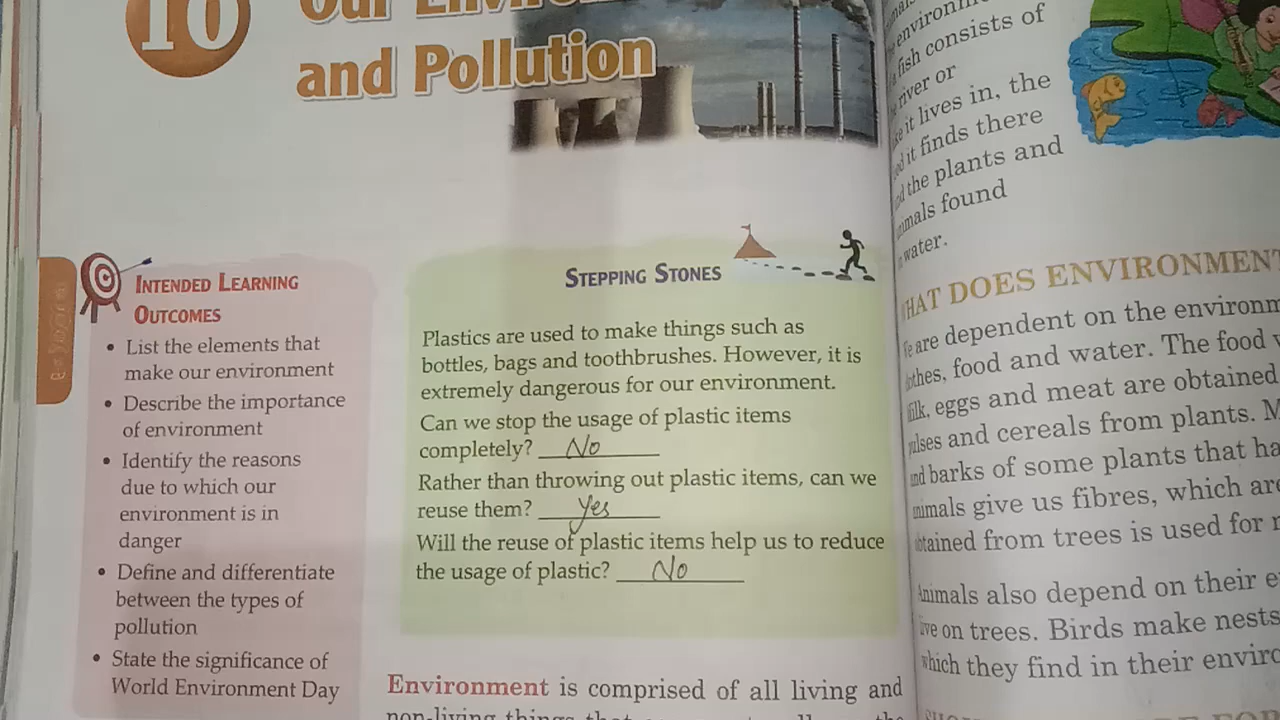 10
Our
and Pollution
INTENDED LEARNING
OUTCOMES
• List the elements that
make our environment
• Describe the importance
of environment
• Identify the reasons
due to which our
environment is in
danger
• Define and differentiate
between the types of
pollution
• State the significance of
World Environment Day
STEPPING STONES
Plastics are used to make things such as
bottles, bags and toothbrushes. However, it is
extremely dangerous for our environment.
Can we stop the usage of plastic items
completely? No
Rather than throwing out plastic items, can we
reuse them? Yes
Will the reuse of plastic items help us to reduce
the usage of plastic? No
Environment is comprised of all living and
non-living things that
fish consists of
river or
it lives in, the
it finds there
the plants and
found
water.
DOES ENVIRONMENT
are dependent on the
food and water. The food
eggs and meat are obtained
and cereals from plants.
barks of some plants that
give us fibres, which
from trees is used for
Animals also depend on their
on trees. Birds make nests
which they find in their